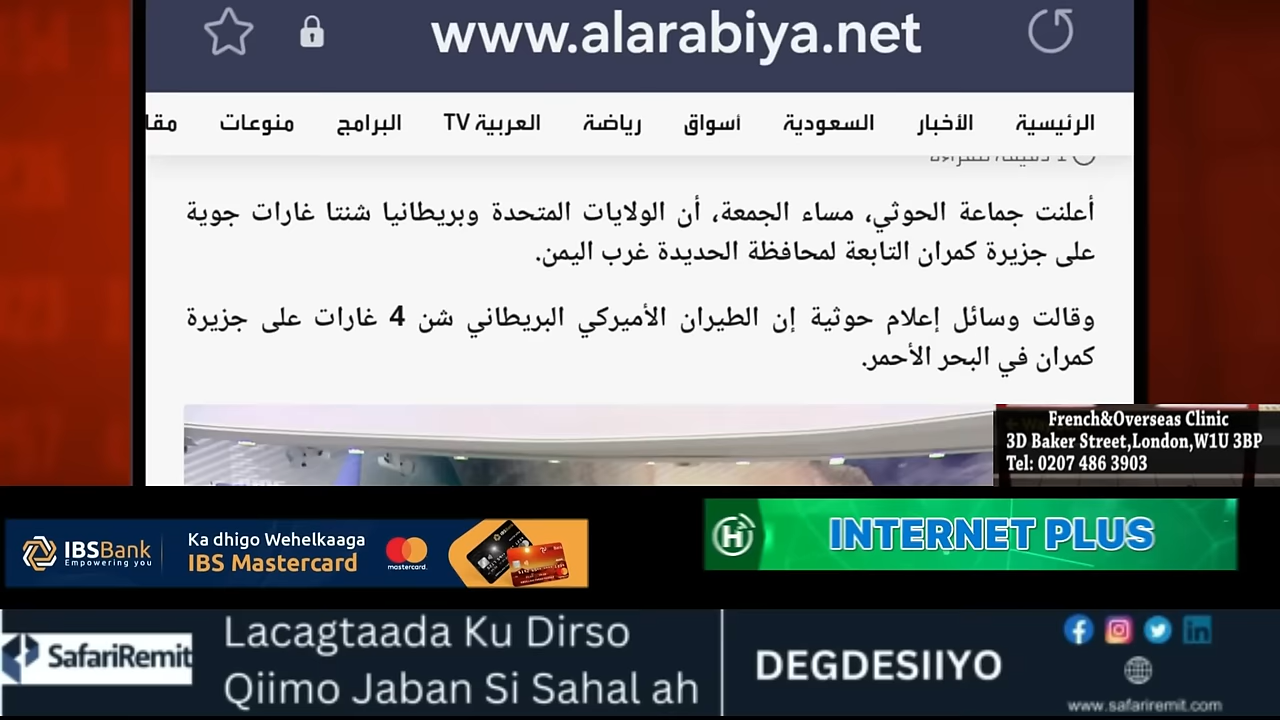 www.alarabiya.net
الرئيسية الأخبار السعودية أسواق رياضة العربية TV البرامج منوعات مقا
1 دقيقة للقراءة
أعلنت جماعة الحوثي، مساء الجمعة، أن الولايات المتحدة وبريطانيا شنتا غارات جوية
على جزيرة كمران التابعة لمحافظة الحديدة غرب اليمن.
وقالت وسائل إعلام حوثية إن الطيران الأميركي البريطاني شن 4 غارات على جزيرة
كمران في البحر الأحمر.
French&Overseas Clinic
3D Baker Street,London,W1U 3BP
Tel: 0207 486 3903
IBSBank
Empowering you
Ka dhigo Wehelkaaga
IBS Mastercard
mastercard.
INTERNET PLUS
SafariRemit
Lacagtaada Ku Dirso
Qiimo Jaban Si Sahal ah
DEGDESIIYO
www.safariremit.com